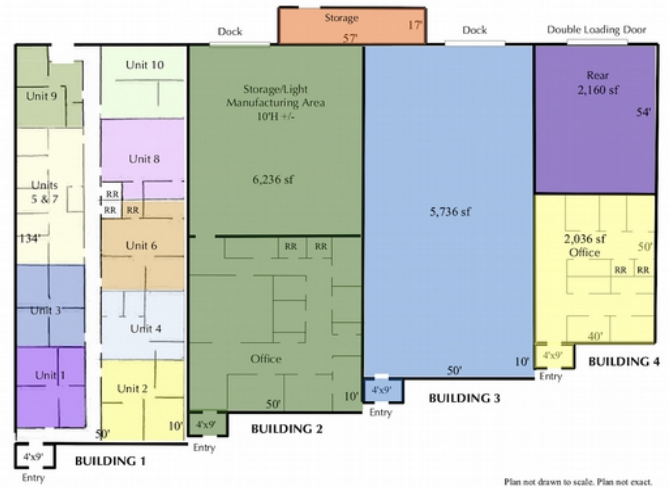 Storage
17'
57'
Dock
Dock
Double Loading Door
Unit 9
Unit 10
Storage/Light
Manufacturing Area
10'H +/-
6,236 sf
Rear
2,160 sf
54'
Unit 8
Units
5 & 7
RR
RR
RR
134'
5,736 sf
Unit 6
2,036 sf
Office
50'
RR
RR
RR
RR
Unit 3
Unit 4
40'
Office
4'x9'
BUILDING 4
Entry
10'
50'
Unit 1
Unit 2
4'x9'
BUILDING 3
Entry
10'
50'
4'x9'
BUILDING 2
Entry
10'
50'
4'x9'
BUILDING 1
Entry
Plan not drawn to scale. Plan not exact.